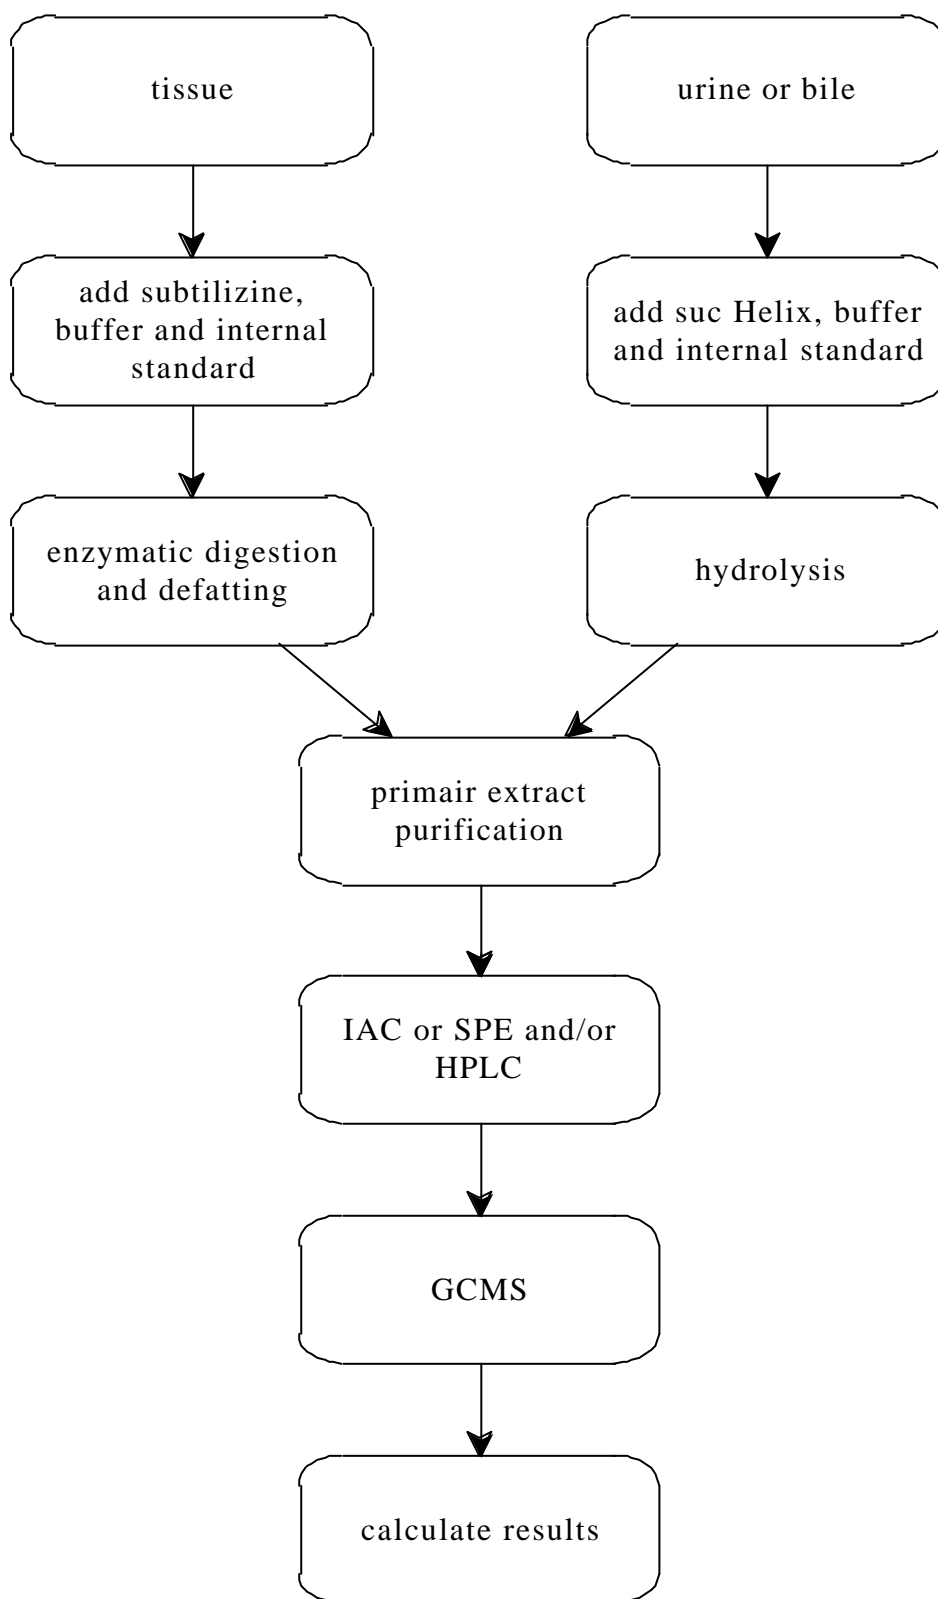 tissue
urine or bile
add subtilizine,
buffer and internal
standard
add suc Helix, buffer
and internal standard
enzymatic digestion
and defatting
hydrolysis
primair extract
purification
IAC or SPE and/or
HPLC
GCMS
calculate results